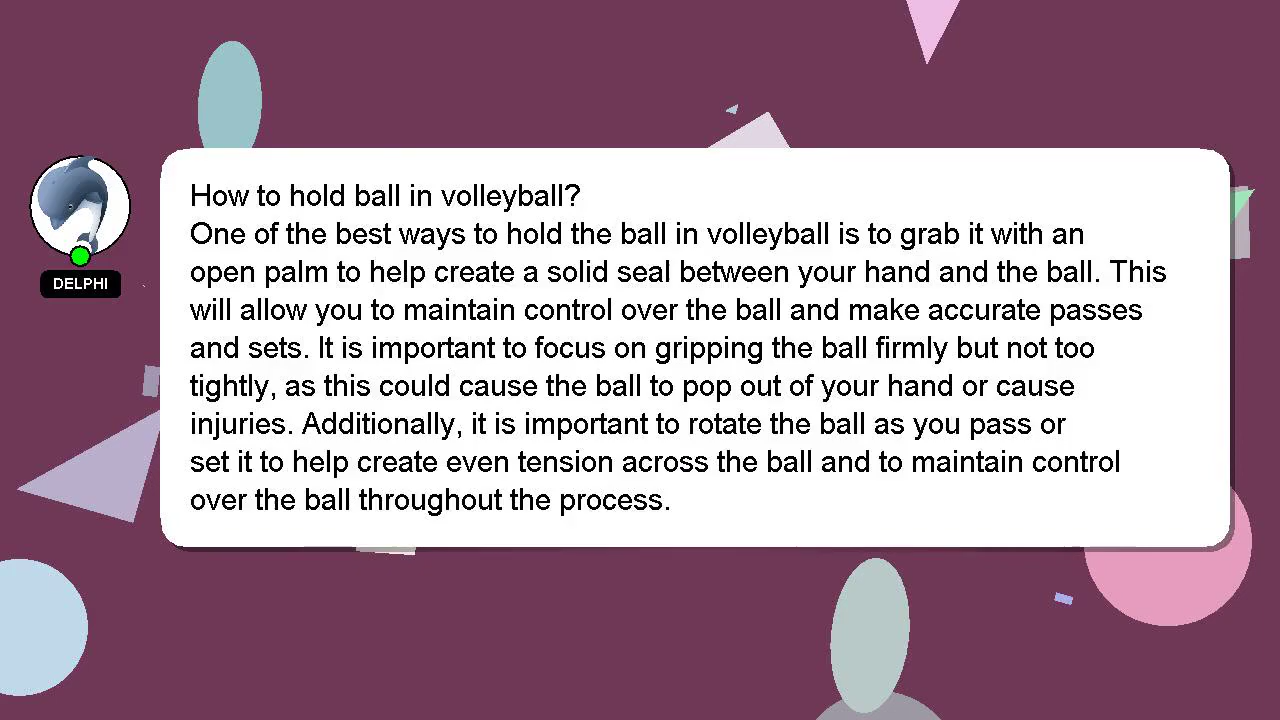 How to hold ball in volleyball?
One of the best ways to hold the ball in volleyball is to grab it with an
open palm to help create a solid seal between your hand and the ball. This
will allow you to maintain control over the ball and make accurate passes
and sets. It is important to focus on gripping the ball firmly but not too
tightly, as this could cause the ball to pop out of your hand or cause
injuries. Additionally, it is important to rotate the ball as you pass or
set it to help create even tension across the ball and to maintain control
over the ball throughout the process.
DELPHI